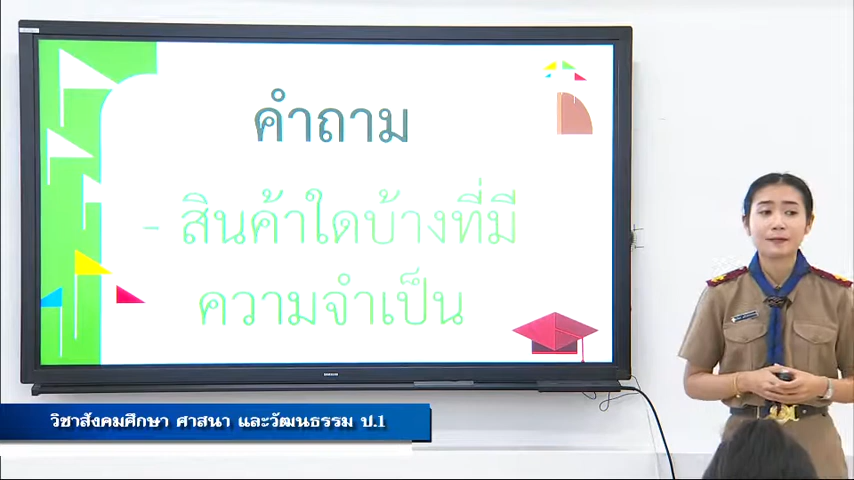 คำถาม
- สินค้าใดบ้างที่มี
ความจำเป็น
วิชาสังคมศึกษา ศาสนา และวัฒนธรรม ป.1